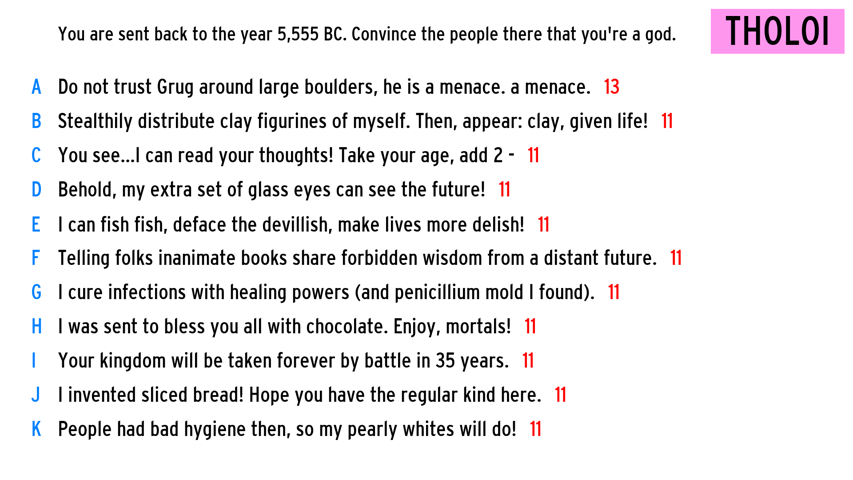 You are sent back to the year 5,555 BC. Convince the people there that you're a god.
THOLOI
A Do not trust Grug around large boulders, he is a menace. a menace. 13
B Stealthily distribute clay figurines of myself. Then, appear: clay, given life! 11
C You see...I can read your thoughts! Take your age, add 2 - 11
D Behold, my extra set of glass eyes can see the future! 11
E I can fish fish, deface the devillish, make lives more delish! 11
F Telling folks inanimate books share forbidden wisdom from a distant future. 11
G I cure infections with healing powers (and penicillium mold I found). 11
H I was sent to bless you all with chocolate. Enjoy, mortals! 11
I Your kingdom will be taken forever by battle in 35 years. 11
J I invented sliced bread! Hope you have the regular kind here. 11
K People had bad hygiene then, so my pearly whites will do! 11